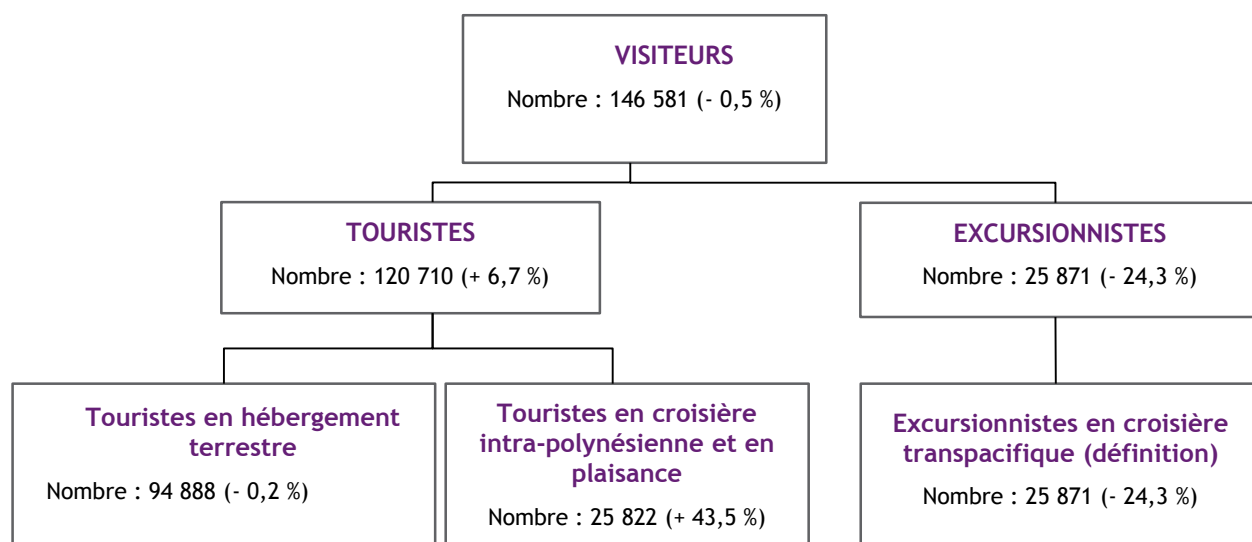 VISITEURS
Nombre : 146 581 (- 0,5 %)
TOURISTES
Nombre : 120 710 (+ 6,7 %)
EXCURSIONNISTES
Nombre : 25 871 (- 24,3 %)
Touristes en hébergement
terrestre
Nombre : 94 888 (- 0,2 %)
Touristes en croisière
intra-polynésienne et en
plaisance
Nombre : 25 822 (+ 43,5 %)
Excursionnistes en croisière
transpacifique (définition)
Nombre : 25 871 (- 24,3 %)